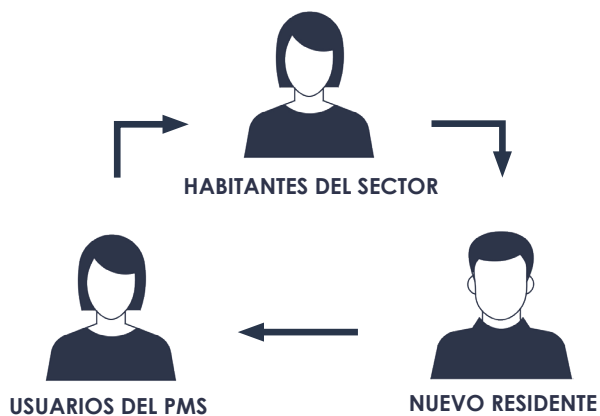 HABITANTES DEL SECTOR
USUARIOS DEL PMS
NUEVO RESIDENTE